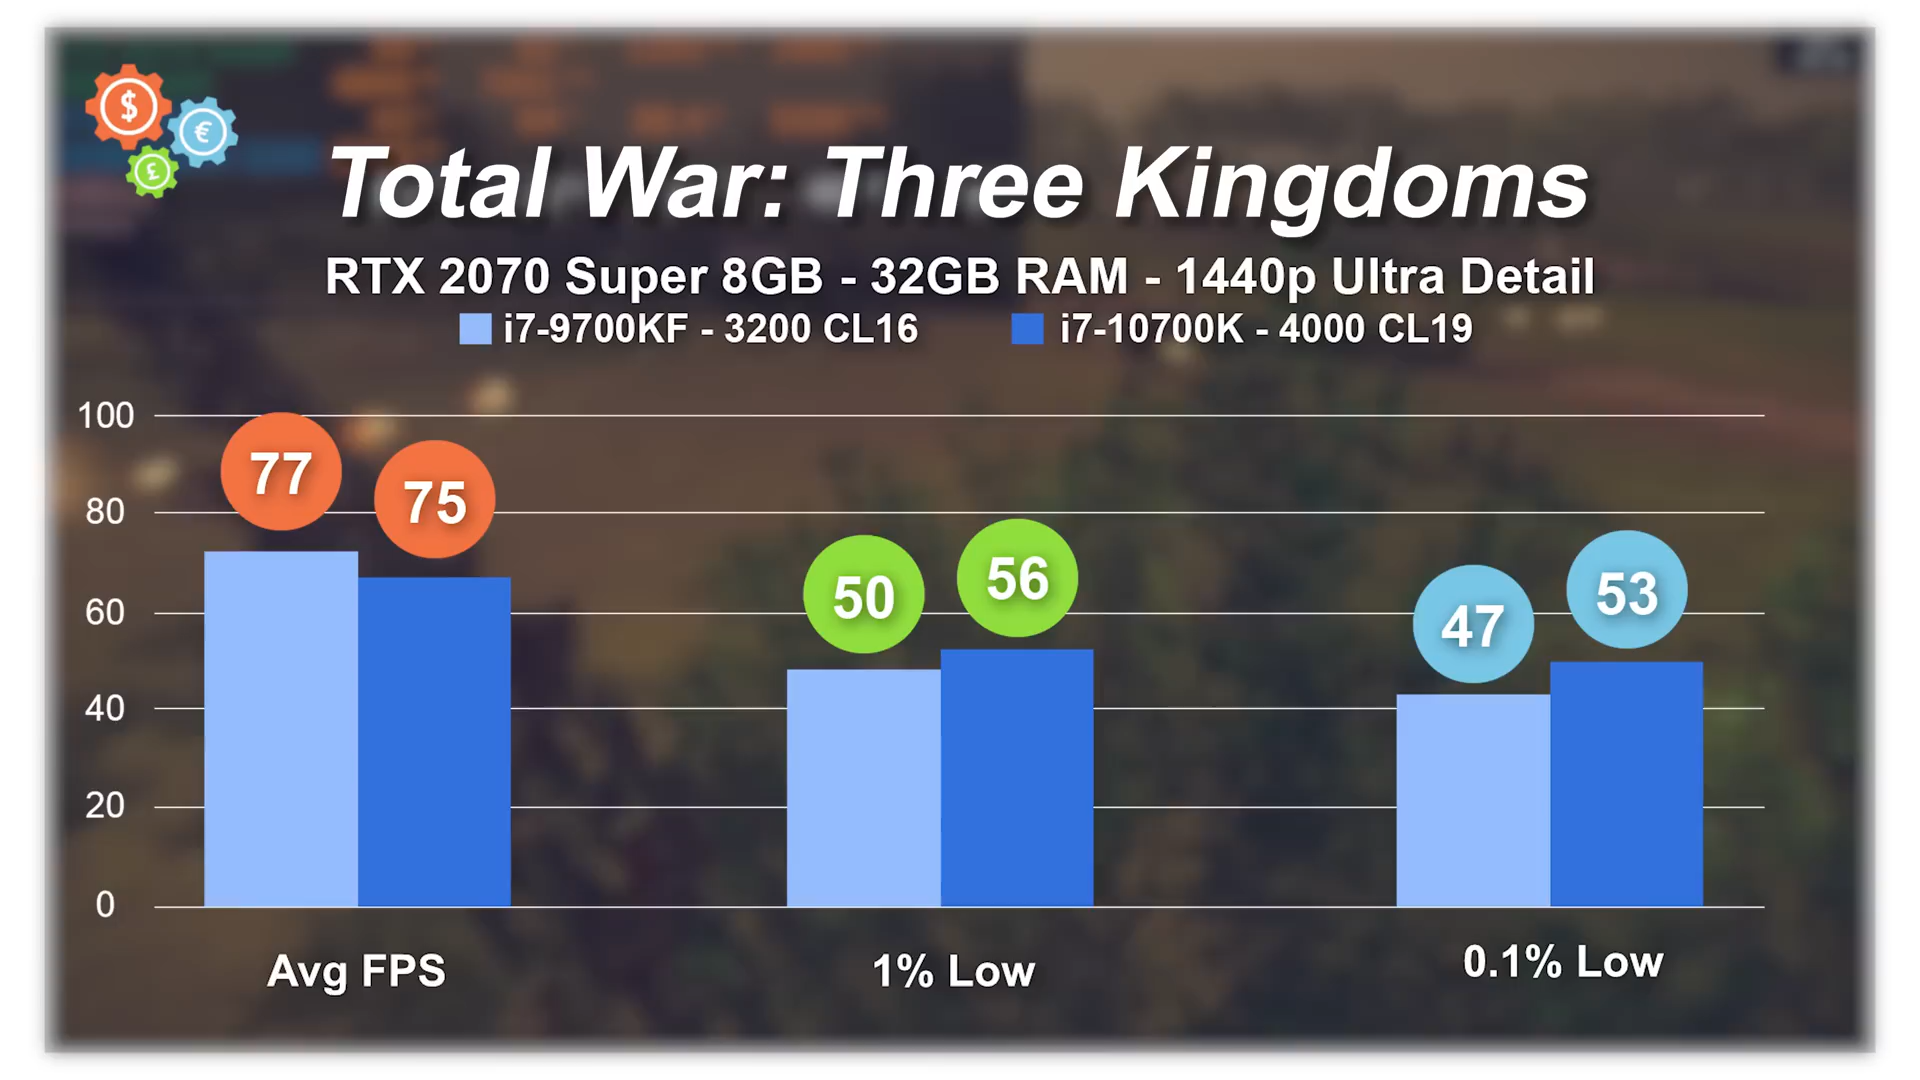 $
€
£
Total War: Three Kingdoms
RTX 2070 Super 8GB - 32GB RAM - 1440p Ultra Detail
i7-9700KF - 3200 CL16
i7-10700K - 4000 CL19
100
80
60
40
20
0
77
75
50
56
47
53
Avg FPS
1% Low
0.1% Low